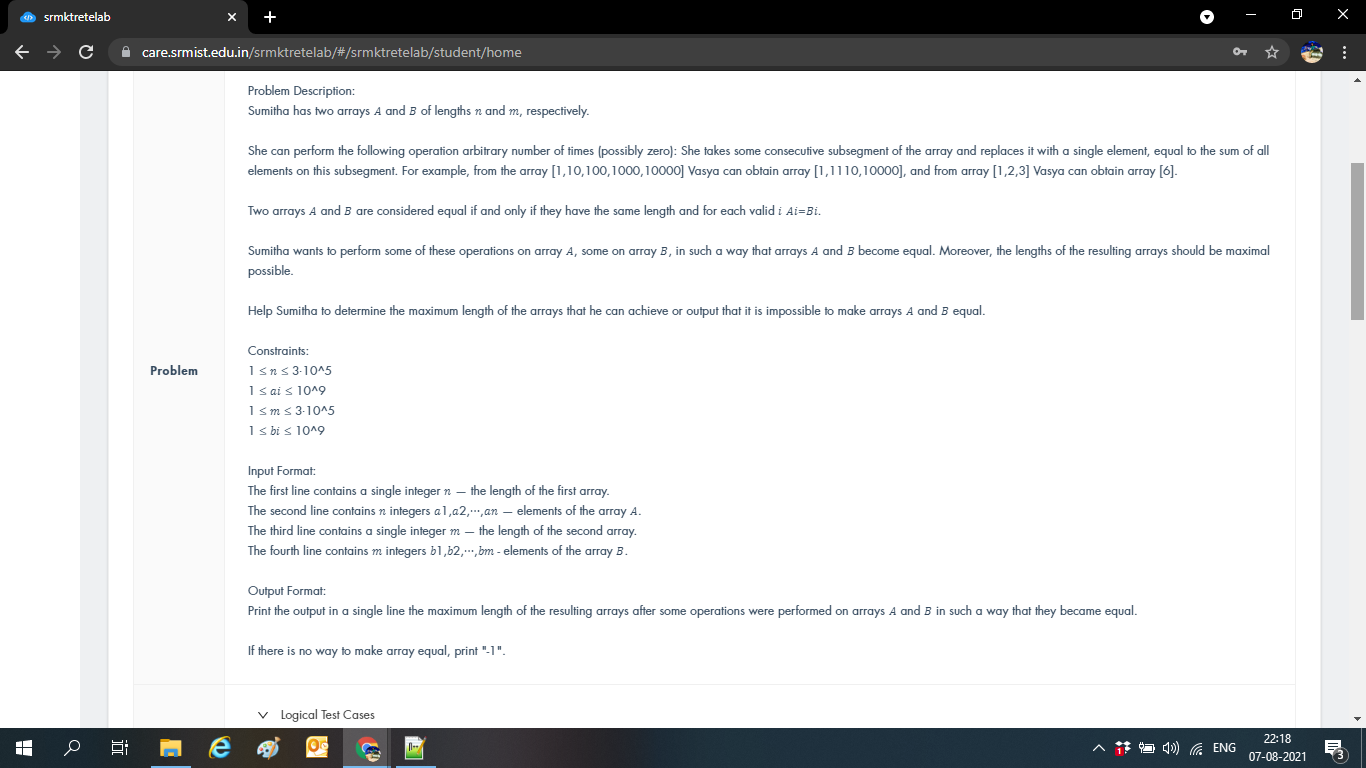 srmktretelab
care.srmist.edu.in/srmktretelab/#/srmktretelab/student/home
Problem Description:
Sumitha has two arrays A and B of lengths n and m, respectively.
She can perform the following operation arbitrary number of times (possibly zero): She takes some consecutive subsegment of the array and replaces it with a single element, equal to the sum of all
elements on this subsegment. For example, from the array [1,10,100,1000,10000] Vasya can obtain array [1,1110,10000], and from array [1,2,3] Vasya can obtain array [6].
Two arrays A and B are considered equal if and only if they have the same length and for each valid i Ai=Bi.
Sumitha wants to perform some of these operations on array A, some on array B, in such a way that arrays A and B become equal. Moreover, the lengths of the resulting arrays should be maximal
possible.
Help Sumitha to determine the maximum length of the arrays that he can achieve or output that it is impossible to make arrays A and B equal.
Constraints:
Problem
1 ≤ n ≤ 3·10^5
1 ≤ ai ≤ 10^9
1 ≤ m ≤ 3·10^5
1 ≤ bi ≤ 10^9
Input Format:
The first line contains a single integer n — the length of the first array.
The second line contains n integers a1,a2,⋯,an — elements of the array A.
The third line contains a single integer m — the length of the second array.
The fourth line contains m integers b1,b2,⋯,bm - elements of the array B.
Output Format:
Print the output in a single line the maximum length of the resulting arrays after some operations were performed on arrays A and B in such a way that they became equal.
If there is no way to make array equal, print "-1".
Logical Test Cases
ENG
22:18
07-08-2021
3